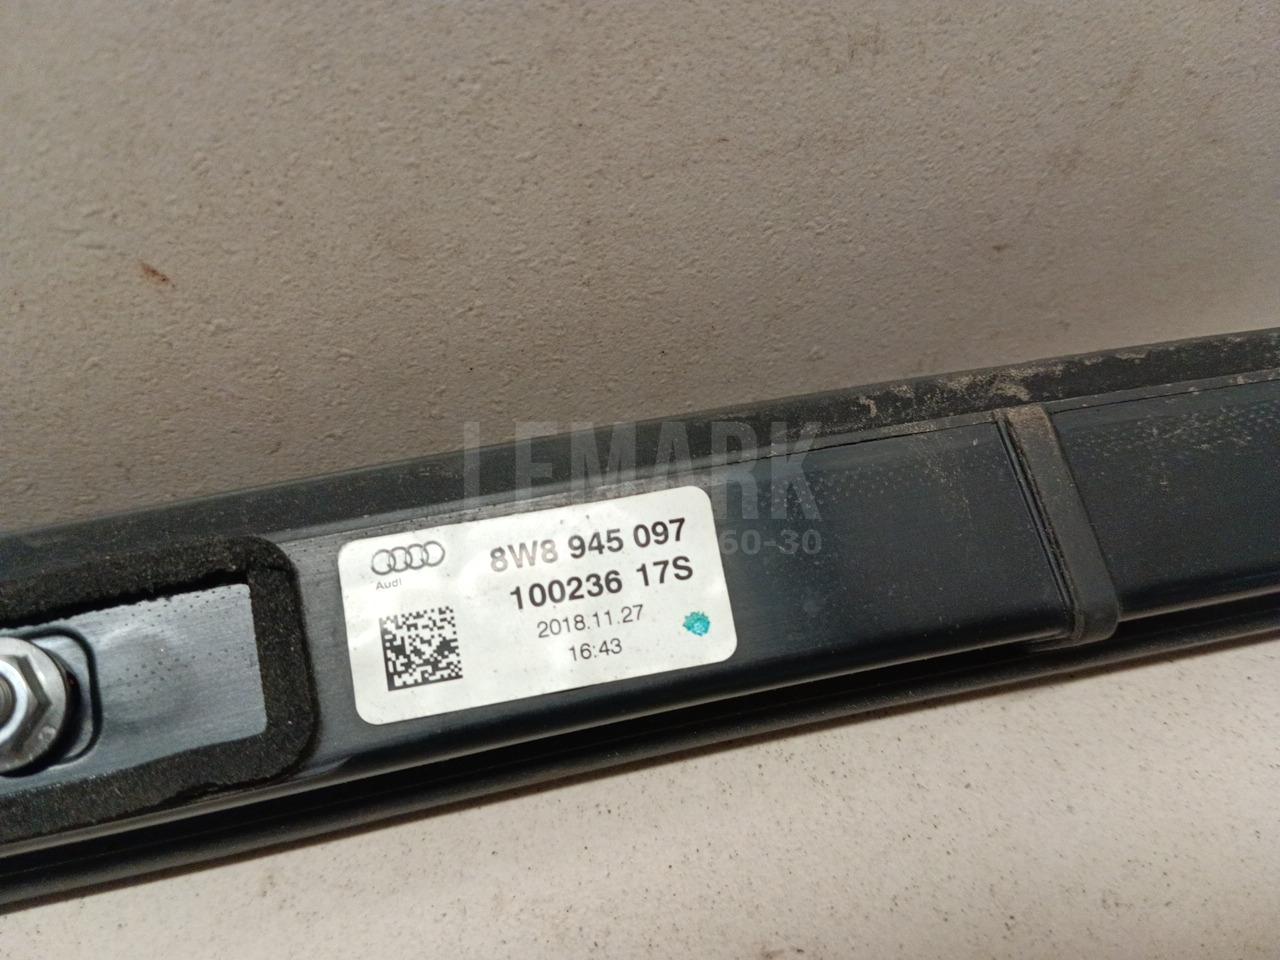 LEMARK
60-30
Audi
8W8 945 097
100236 17S
2018.11.27
16:43